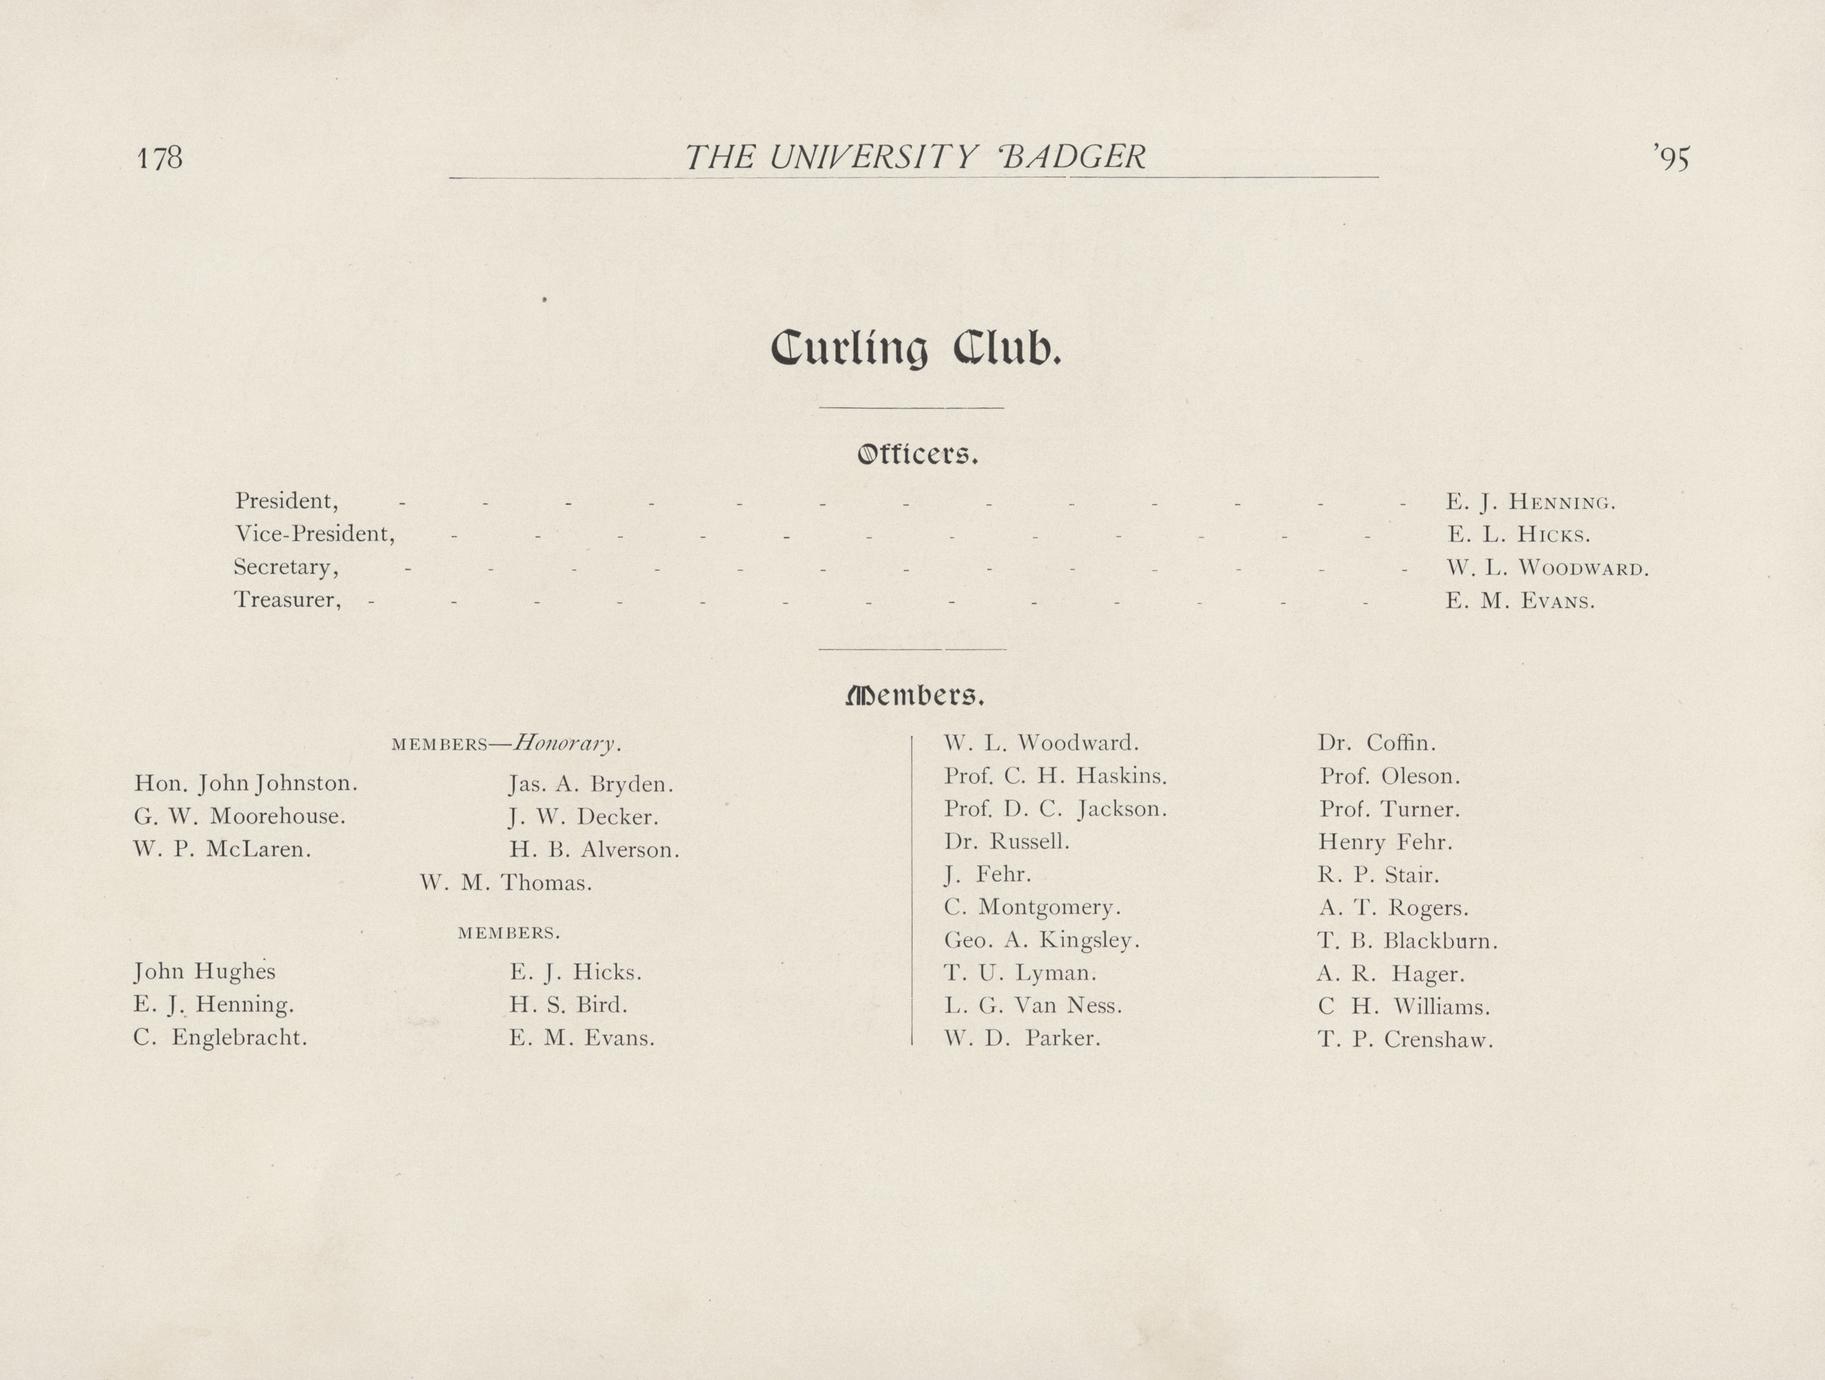 178 THE UNIVERSITY BADGER '95
Curling Club.
Officers.
President, - - - - - - - - - - - - - E. J. HENNING.
Vice-President, - - - - - - - - - - - - E. L. HICKS.
Secretary, - - - - - - - - - - - - - W. L. WOODWARD.
Treasurer, - - - - - - - - - - - - - E. M. EVANS.
Members.
MEMBERS—Honorary.
Hon. John Johnston. Jas. A. Bryden.
G. W. Moorehouse. J. W. Decker.
W. P. McLaren. H. B. Alverson.
W. M. Thomas.
MEMBERS.
John Hughes E. J. Hicks.
E. J. Henning. H. S. Bird.
C. Englebracht. E. M. Evans.
W. L. Woodward. Dr. Coffin.
Prof. C. H. Haskins. Prof. Oleson.
Prof. D. C. Jackson. Prof. Turner.
Dr. Russell. Henry Fehr.
J. Fehr. R. P. Stair.
C. Montgomery. A. T. Rogers.
Geo. A. Kingsley. T. B. Blackburn.
T. U. Lyman. A. R. Hager.
L. G. Van Ness. C H. Williams.
W. D. Parker. T. P. Crenshaw.